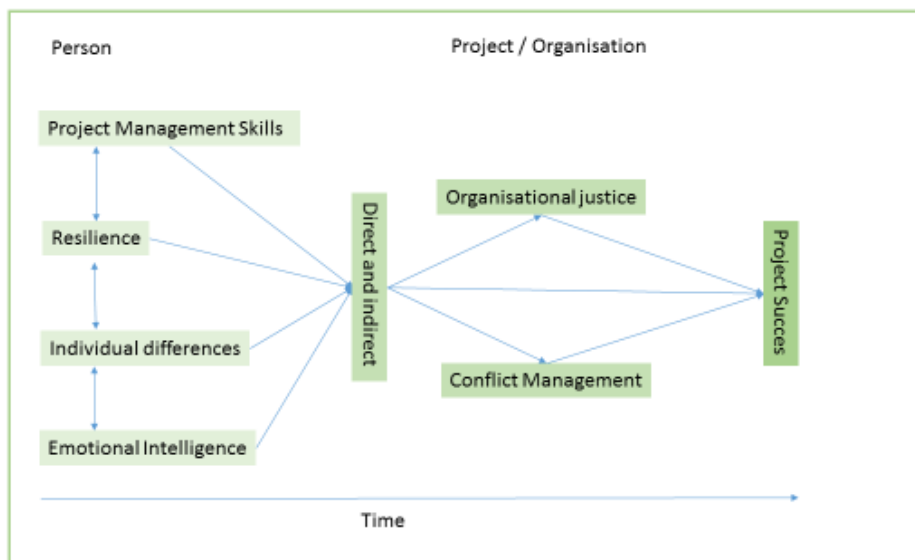 Person
Project / Organisation
Project Management Skills
Resilience
Individual differences
Emotional Intelligence
Direct and indirect
Organisational justice
Conflict Management
Project Succes
Time